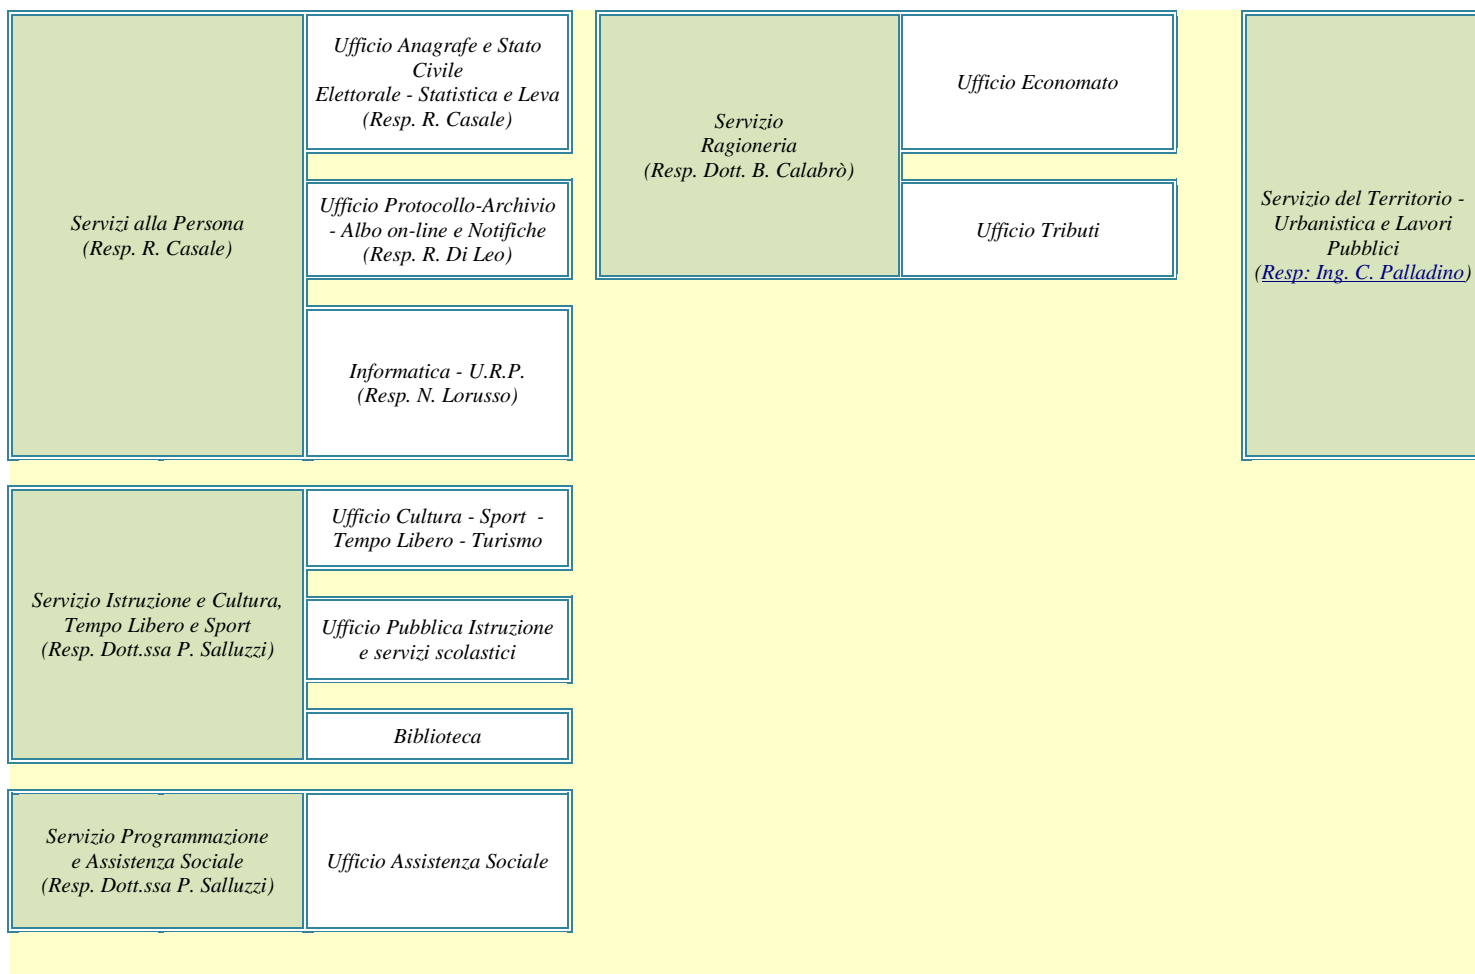 Servizi alla Persona
(Resp. R. Casale)
Ufficio Anagrafe e Stato
Civile
Elettorale - Statistica e Leva
(Resp. R. Casale)
Ufficio Protocollo-Archivio
- Albo on-line e Notifiche
(Resp. R. Di Leo)
Informatica - U.R.P.
(Resp. N. Lorusso)
Servizio
Ragioneria
(Resp. Dott. B. Calabrò)
Ufficio Economato
Ufficio Tributi
Servizio del Territorio -
Urbanistica e Lavori
Pubblici
(Resp: Ing. C. Palladino)
Servizio Istruzione e Cultura,
Tempo Libero e Sport
(Resp. Dott.ssa P. Salluzzi)
Ufficio Cultura - Sport -
Tempo Libero - Turismo
Ufficio Pubblica Istruzione
e servizi scolastici
Biblioteca
Servizio Programmazione
e Assistenza Sociale
(Resp. Dott.ssa P. Salluzzi)
Ufficio Assistenza Sociale